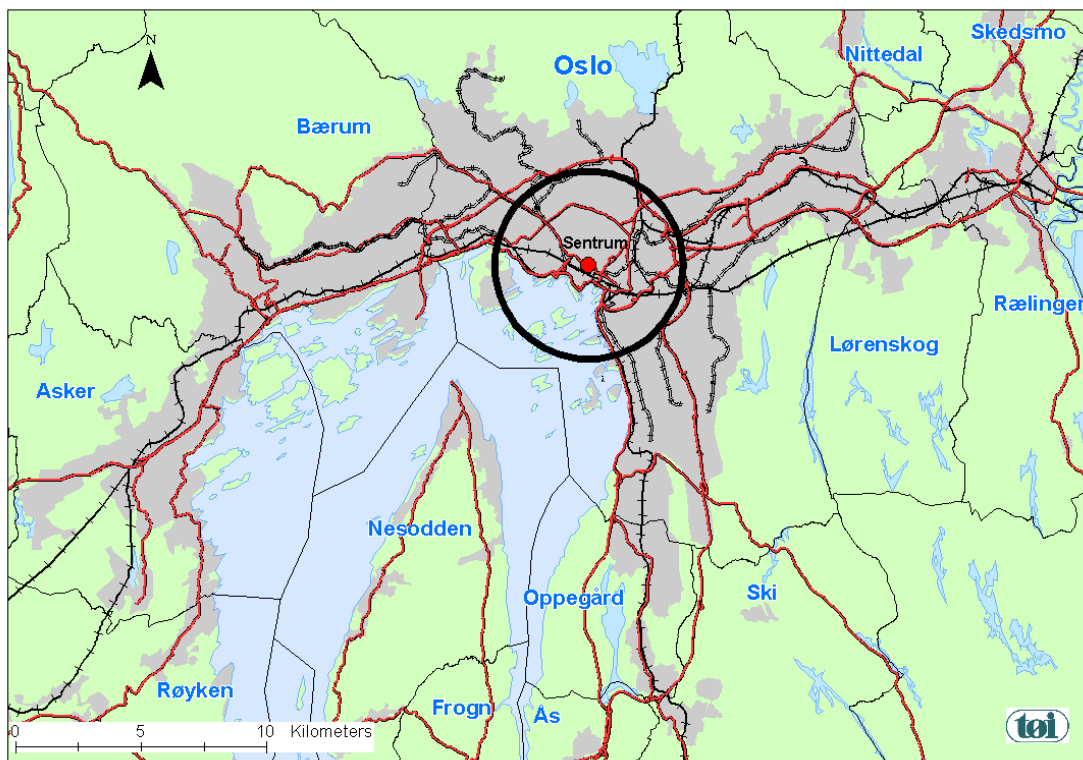 N
Oslo
Skedsmo
Nittedal
Bærum
Sentrum
Rælingen
Lørenskog
Asker
Nesodden
Oppegård
Ski
Røyken
Frogn
Ås
0 5 10 Kilometers
tøi